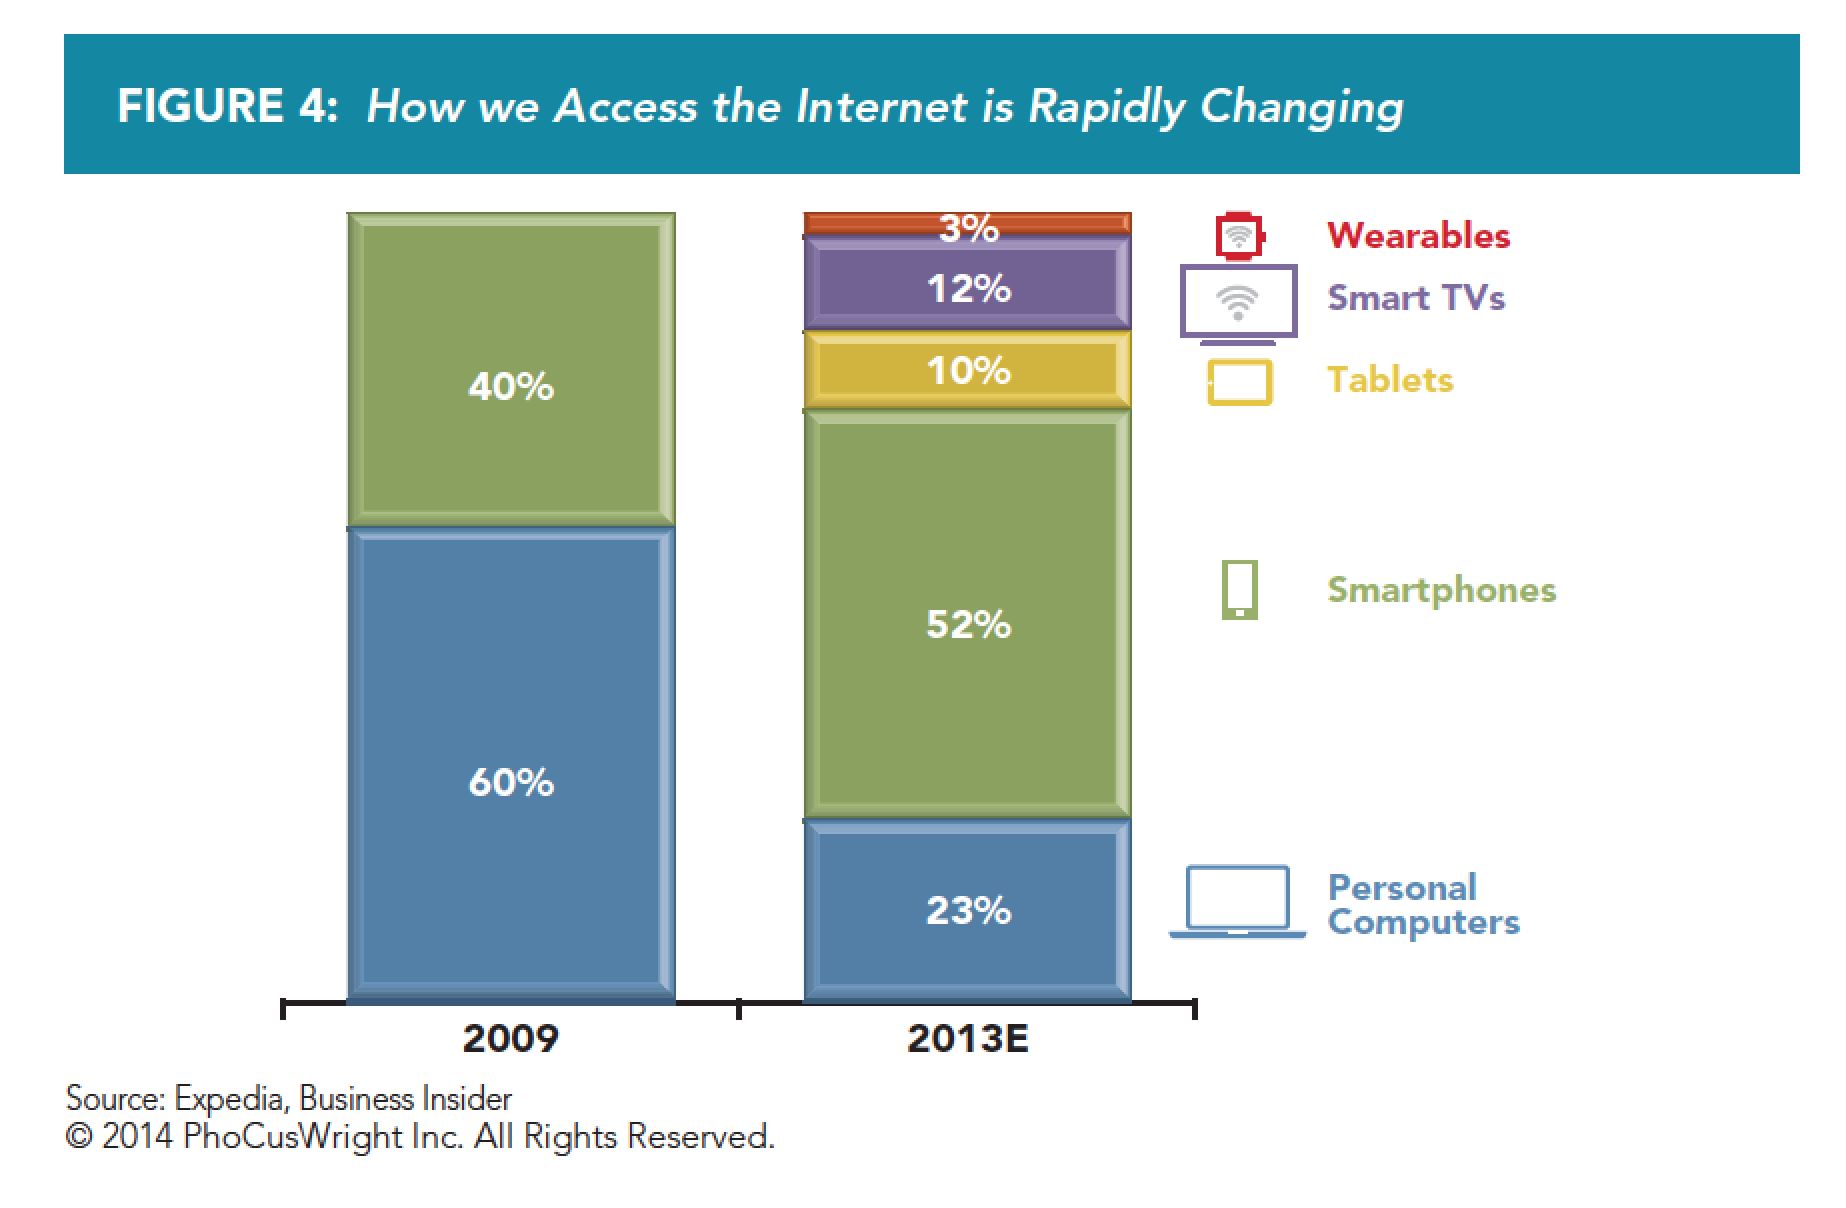 FIGURE 4: How we Access the Internet is Rapidly Changing
40%
60%
3%
12%
10%
52%
23%
Wearables
Smart TVs
Tablets
Smartphones
Personal
Computers
2009
2013E
Source: Expedia, Business Insider
© 2014 PhoCusWright Inc. All Rights Reserved.